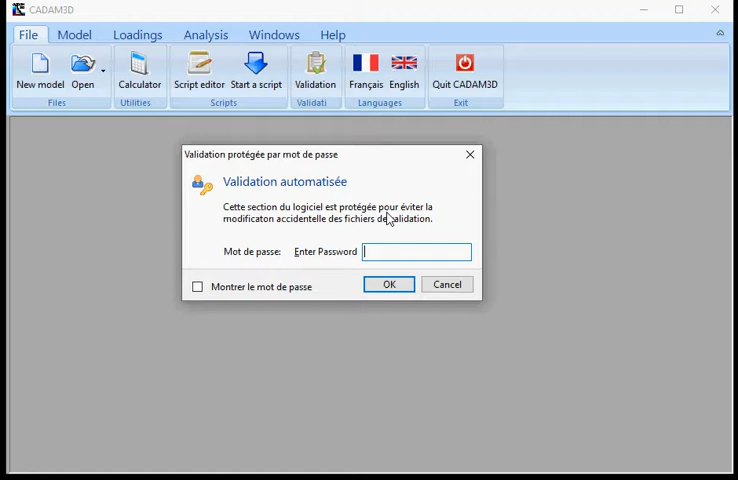 CADAM3D
File Model Loadings Analysis Windows Help
New model Open Calculator Script editor Start a script Validation Français English Quit CADAM3D
Files Utilities Scripts Validati Languages Exit
Validation protégée par mot de passe
Validation automatisée
Cette section du logiciel est protégée pour éviter la
modificaton accidentelle des fichiers de validation.
Mot de passe: Enter Password
Montrer le mot de passe OK Cancel